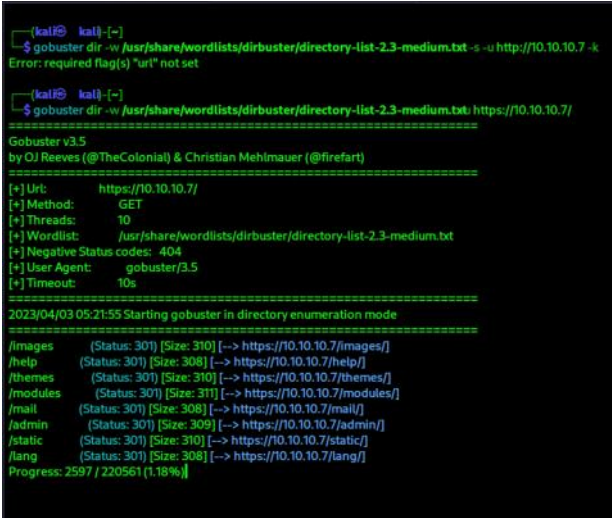 (kali㉿ kali)-[~]
$ gobuster dir -w /usr/share/wordlists/dirbuster/directory-list-2.3-medium.txt -s -u http://10.10.10.7 -k
Error: required flag(s) "url" not set
(kali㉿ kali)-[~]
$ gobuster dir -w /usr/share/wordlists/dirbuster/directory-list-2.3-medium.txtu https://10.10.10.7/
===============================================================
Gobuster v3.5
by OJ Reeves (@TheColonial) & Christian Mehlmauer (@firefart)
===============================================================
[+] Url: https://10.10.10.7/
[+] Method: GET
[+] Threads: 10
[+] Wordlist: /usr/share/wordlists/dirbuster/directory-list-2.3-medium.txt
[+] Negative Status codes: 404
[+] User Agent: gobuster/3.5
[+] Timeout: 10s
===============================================================
2023/04/03 05:21:55 Starting gobuster in directory enumeration mode
===============================================================
/images (Status: 301) [Size: 310] [--> https://10.10.10.7/images/]
/help (Status: 301) [Size: 308] [--> https://10.10.10.7/help/]
/themes (Status: 301) [Size: 310] [--> https://10.10.10.7/themes/]
/modules (Status: 301) [Size: 311] [--> https://10.10.10.7/modules/]
/mail (Status: 301) [Size: 308] [--> https://10.10.10.7/mail/]
/admin (Status: 301) [Size: 309] [--> https://10.10.10.7/admin/]
/static (Status: 301) [Size: 310] [--> https://10.10.10.7/static/]
/lang (Status: 301) [Size: 308] [--> https://10.10.10.7/lang/]
Progress: 2597 / 220561 (1.18%)